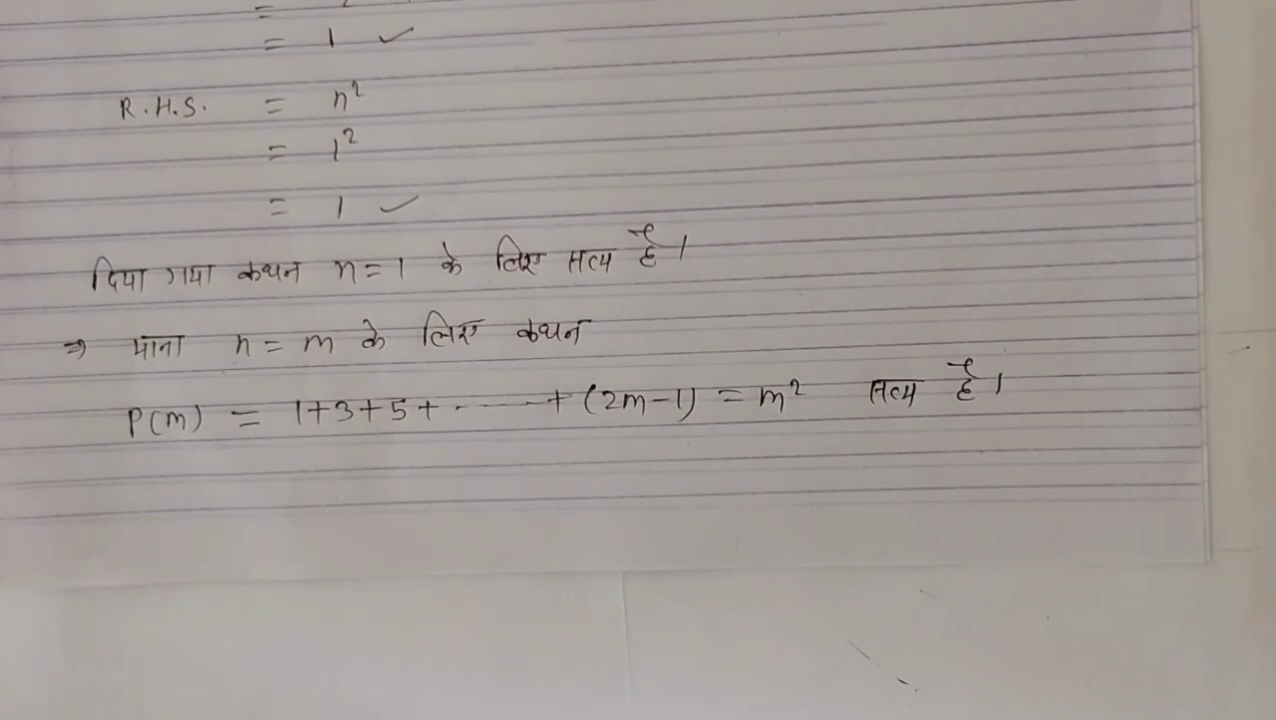 =
= 1 ✓
R.H.S. = n²
= 1²
= 1 ✓
दिया गया कथन n = 1 के लिए सत्य है।
⇒ माना n = m के लिए कथन
P(m) = 1+3+5+ ------ + (2m-1) = m² सत्य है।